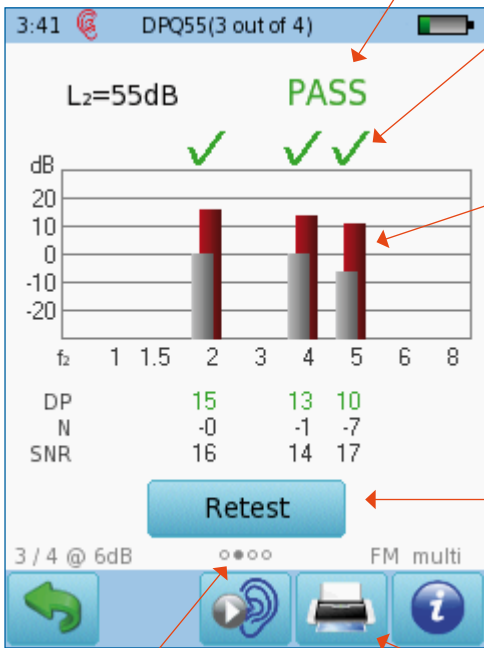 3:41 DPQ55(3 out of 4)
L₂=55dB PASS
dB
20
10
0
-10
-20
f₂ 1 1.5 2 3 4 5 6 8
DP 15 13 10
N -0 -1 -7
SNR 16 14 17
Retest
3 / 4 @ 6dB FM multi
i